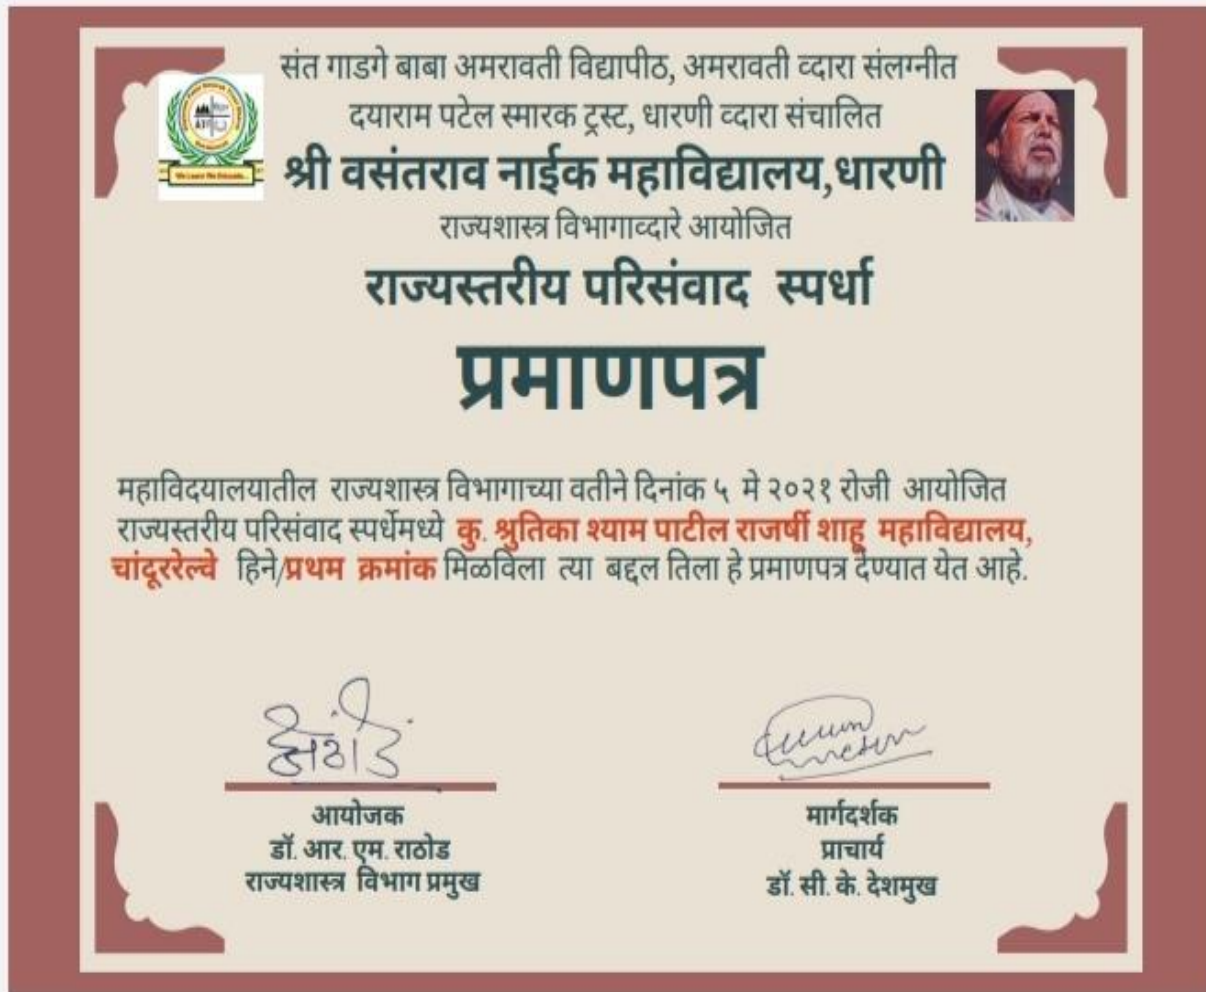 संत गाडगे बाबा अमरावती विद्यापीठ, अमरावती व्दारा संलग्नीत
दयाराम पटेल स्मारक ट्रस्ट, धारणी व्दारा संचालित
श्री वसंतराव नाईक महाविद्यालय,धारणी
राज्यशास्त्र विभागाव्दारे आयोजित
राज्यस्तरीय परिसंवाद स्पर्धा
प्रमाणपत्र
महाविदयालयातील राज्यशास्त्र विभागाच्या वतीने दिनांक ५ मे २०२१ रोजी आयोजित
राज्यस्तरीय परिसंवाद स्पर्धेमध्ये कु. श्रुतिका श्याम पाटील राजर्षी शाहू महाविद्यालय,
चांदूररेल्वे हिने/प्रथम क्रमांक मिळविला त्या बद्दल तिला हे प्रमाणपत्र देण्यात येत आहे.
आयोजक
डॉ. आर. एम. राठोड
राज्यशास्त्र विभाग प्रमुख
मार्गदर्शक
प्राचार्य
डॉ. सी. के. देशमुख